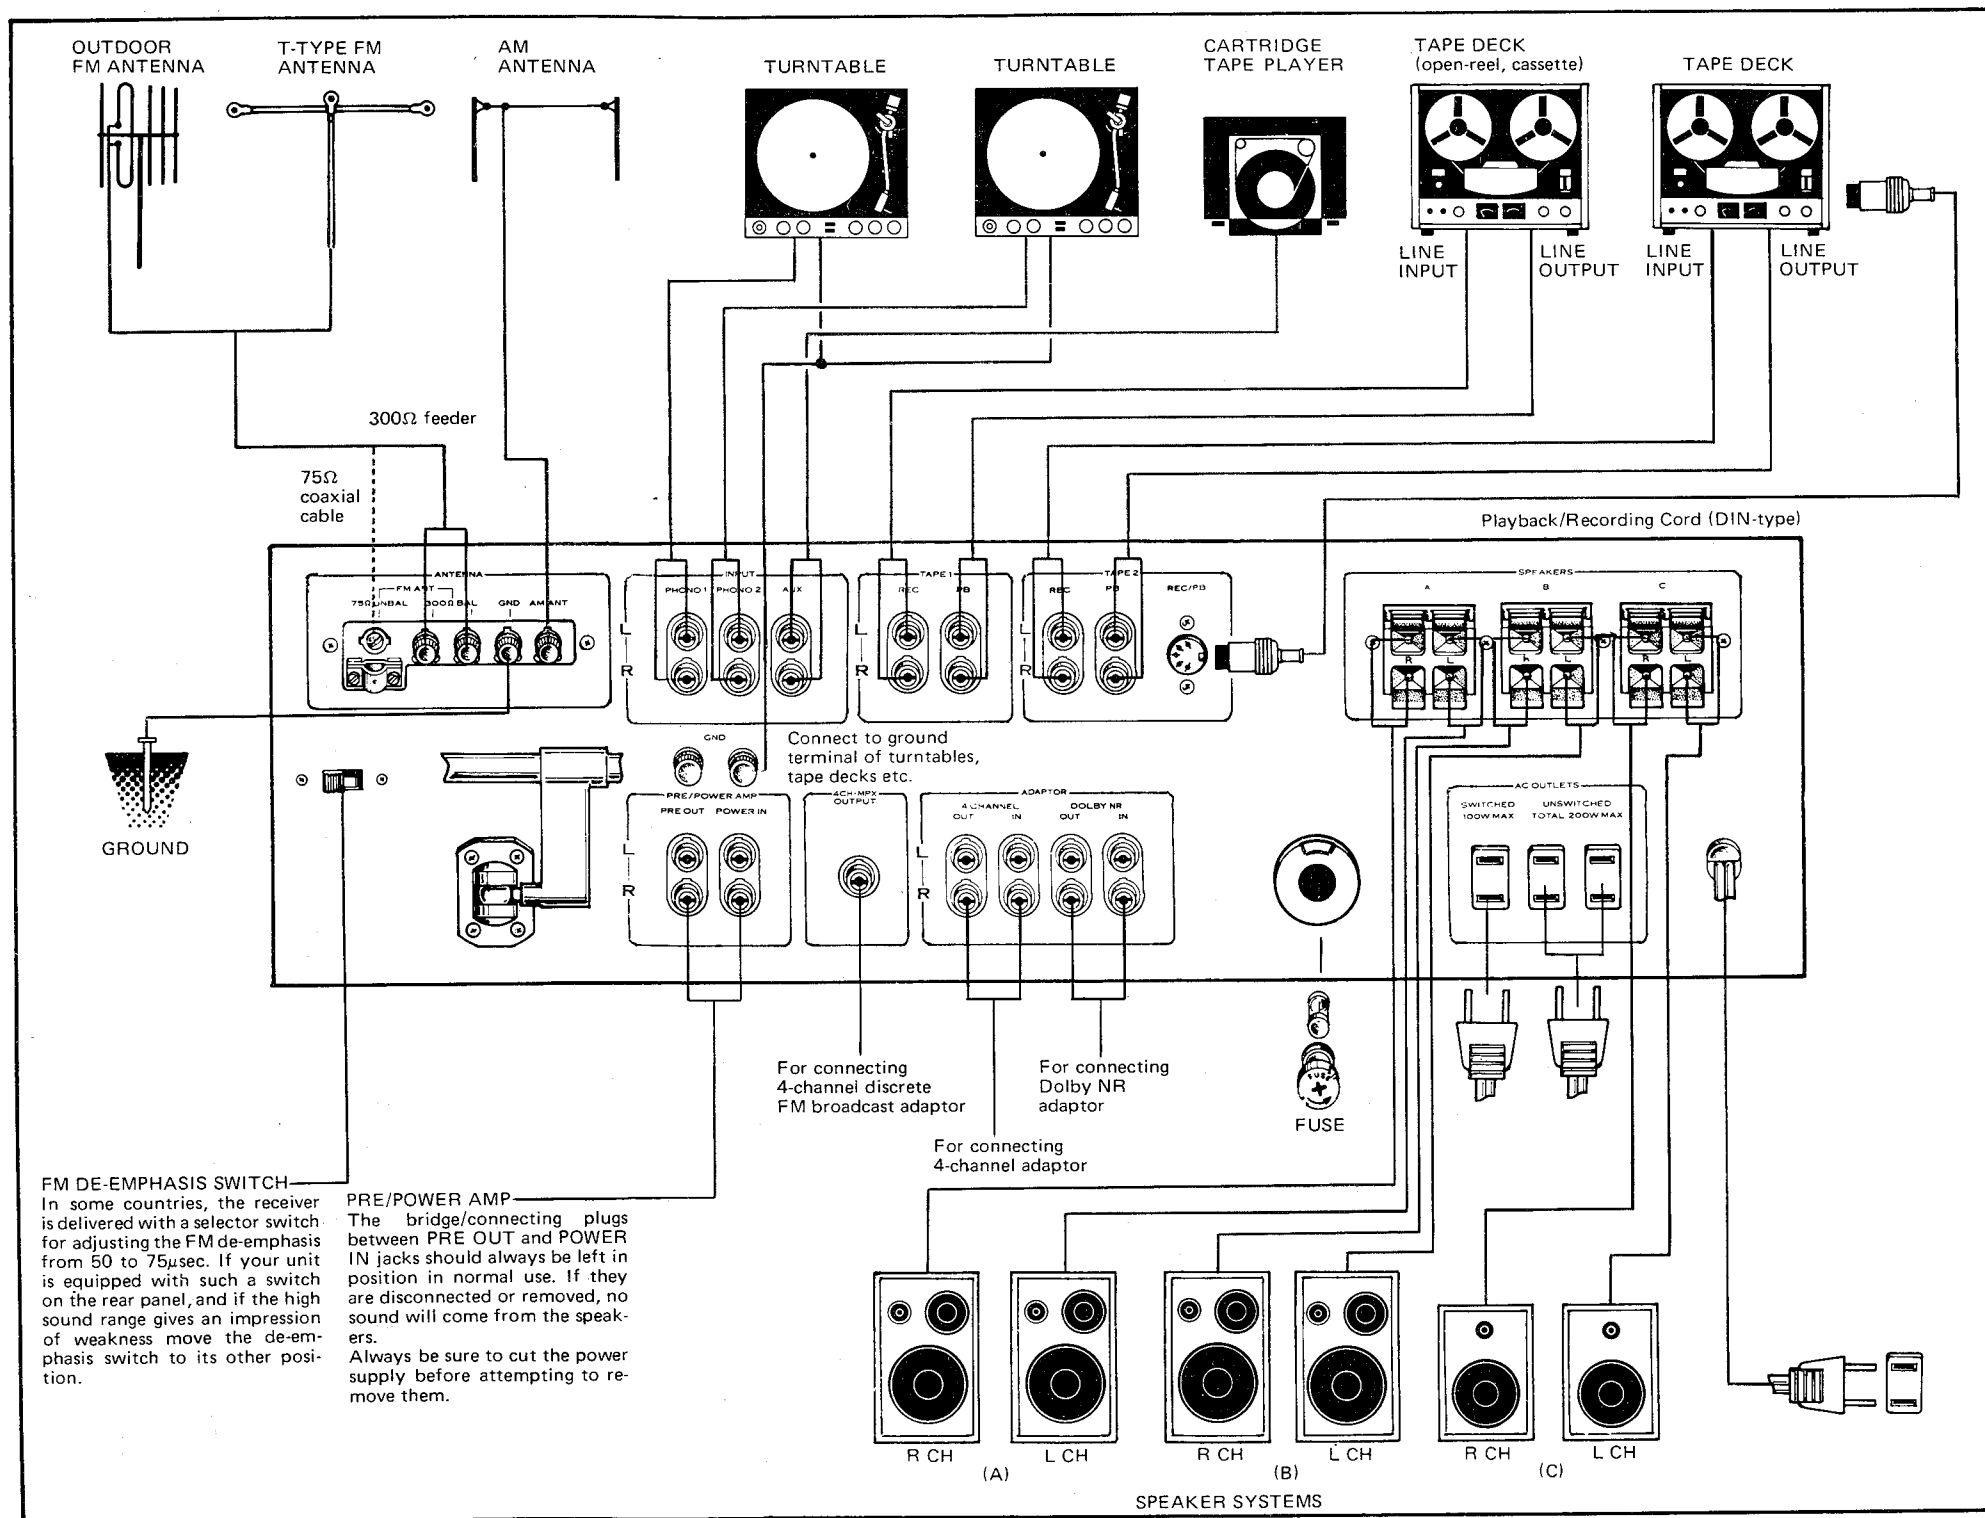 OUTDOOR
FM ANTENNA
T-TYPE FM
ANTENNA
AM
ANTENNA
TURNTABLE
TURNTABLE
CARTRIDGE
TAPE PLAYER
TAPE DECK
(open-reel, cassette)
TAPE DECK
LINE
INPUT
LINE
OUTPUT
LINE
INPUT
LINE
OUTPUT
300Ω feeder
75Ω
coaxial
cable
Playback/Recording Cord (DIN-type)
ANTENNA
FM ANT
75Ω UNBAL
300Ω BAL
GND
AM ANT
INPUT
PHONO 1
PHONO 2
AUX
L
R
TAPE 1
REC
PB
L
R
TAPE 2
REC
PB
REC/PB
L
R
SPEAKERS
A
B
C
R
L
L
R
L
GROUND
GND
Connect to ground
terminal of turntables,
tape decks etc.
PRE/POWER AMP
PRE OUT
POWER IN
L
R
4CH-MPX
OUTPUT
ADAPTOR
4 CHANNEL
OUT
IN
DOLBY NR
OUT
IN
L
R
AC OUTLETS
SWITCHED
100W MAX
UNSWITCHED
TOTAL 200W MAX
For connecting
4-channel discrete
FM broadcast adaptor
For connecting
Dolby NR
adaptor
For connecting
4-channel adaptor
FUSE
FUSE
FM DE-EMPHASIS SWITCH
In some countries, the receiver
is delivered with a selector switch
for adjusting the FM de-emphasis
from 50 to 75μsec. If your unit
is equipped with such a switch
on the rear panel, and if the high
sound range gives an impression
of weakness move the de-em-
phasis switch to its other posi-
tion.
PRE/POWER AMP
The bridge/connecting plugs
between PRE OUT and POWER
IN jacks should always be left in
position in normal use. If they
are disconnected or removed, no
sound will come from the speak-
ers.
Always be sure to cut the power
supply before attempting to re-
move them.
R CH
(A)
L CH
R CH
(B)
L CH
R CH
(C)
L CH
SPEAKER SYSTEMS